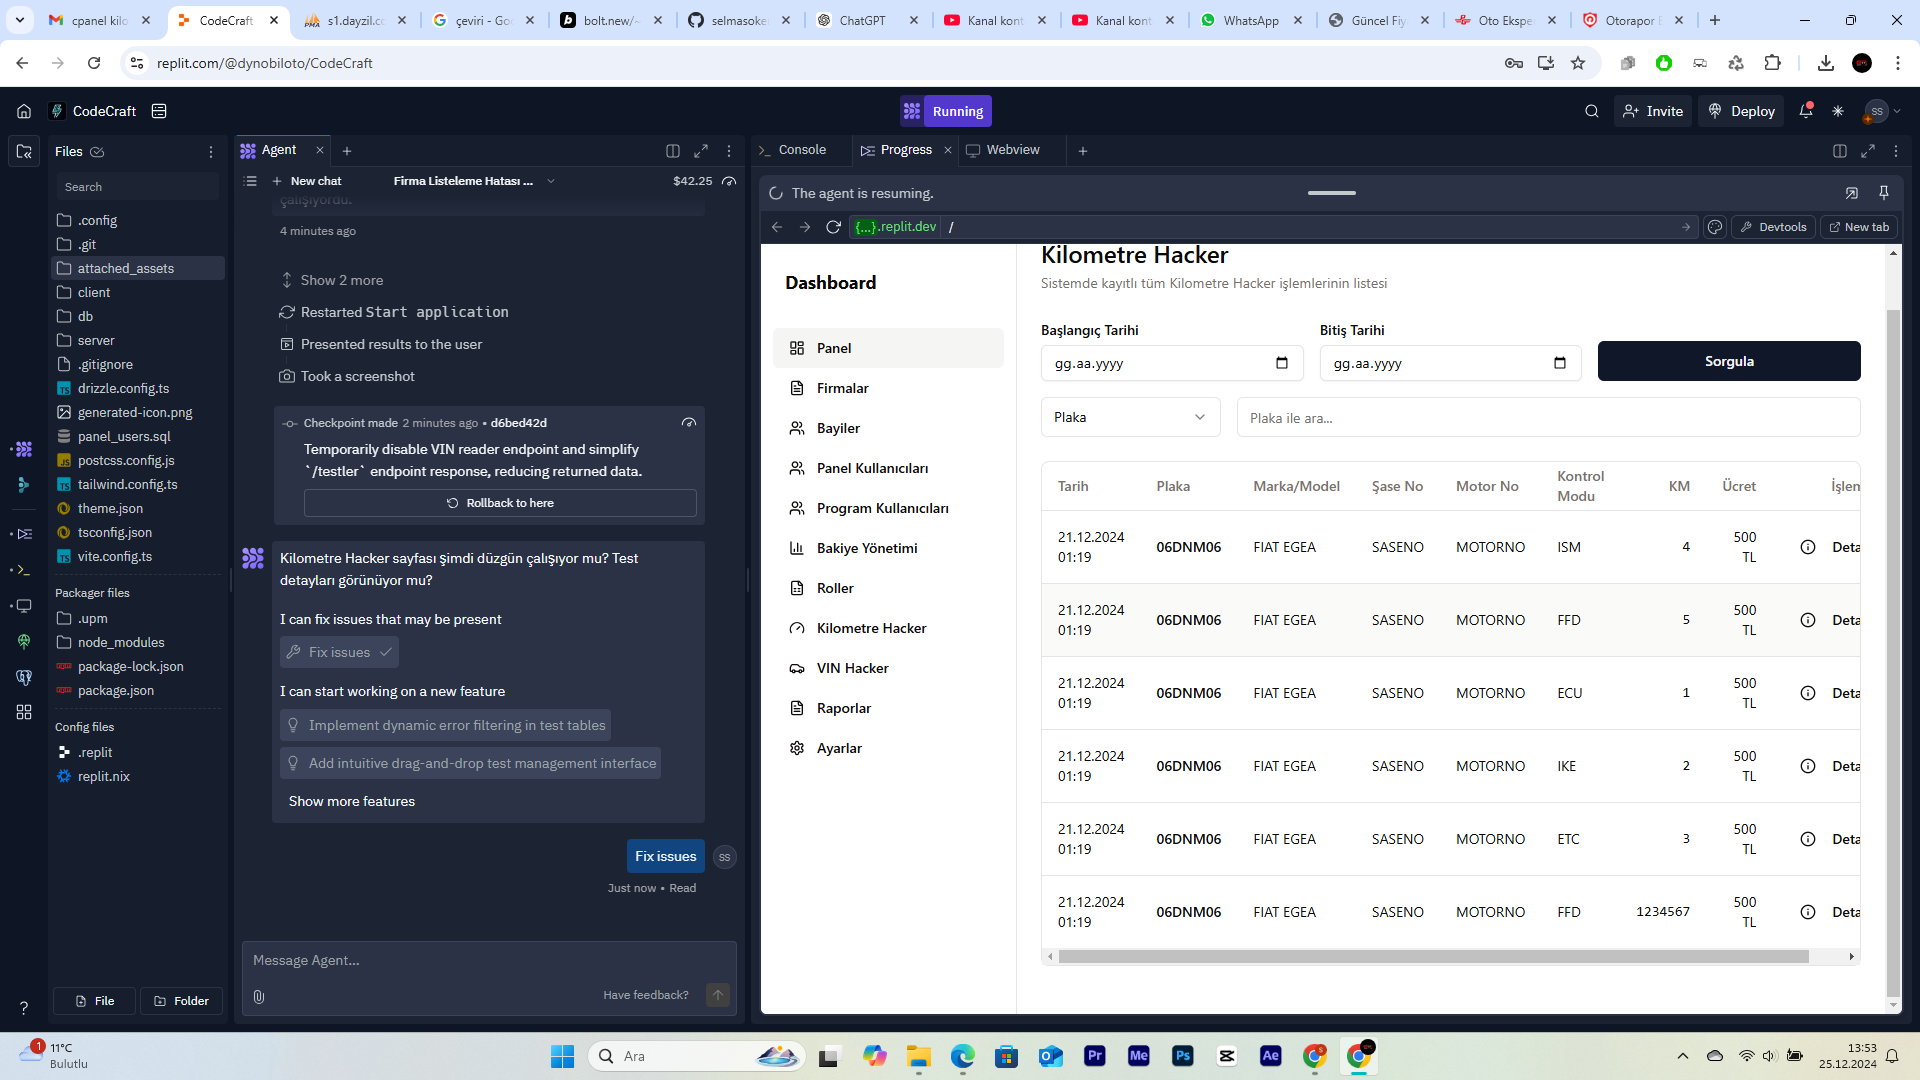 cpanel kilo
CodeCraft
s1.dayzil.co
çeviri - Goo
bolt.new/~
selmasoke
ChatGPT
Kanal kont
Kanal kont
WhatsApp
Güncel Fiy
Oto Ekspe
Otorapor
replit.com/@dynobiloto/CodeCraft
CodeCraft
Running
Invite
Deploy
SS
Files
Search
.config
.git
attached_assets
client
db
server
.gitignore
drizzle.config.ts
generated-icon.png
panel_users.sql
postcss.config.js
tailwind.config.ts
theme.json
tsconfig.json
vite.config.ts
Packager files
.upm
node_modules
package-lock.json
package.json
Config files
.replit
replit.nix
File
Folder
Agent
New chat
Firma Listeleme Hatası ...
$42.25
çalışıyordu.
4 minutes ago
Show 2 more
Restarted Start application
Presented results to the user
Took a screenshot
Checkpoint made 2 minutes ago • d6bed42d
Temporarily disable VIN reader endpoint and simplify
`/testler` endpoint response, reducing returned data.
Rollback to here
Kilometre Hacker sayfası şimdi düzgün çalışıyor mu? Test
detayları görünüyor mu?
I can fix issues that may be present
Fix issues
I can start working on a new feature
Implement dynamic error filtering in test tables
Add intuitive drag-and-drop test management interface
Show more features
Fix issues
SS
Just now • Read
Message Agent...
Have feedback?
Console
Progress
Webview
The agent is resuming.
{...}.replit.dev
/
Devtools
New tab
Dashboard
Panel
Firmalar
Bayiler
Panel Kullanıcıları
Program Kullanıcıları
Bakiye Yönetimi
Roller
Kilometre Hacker
VIN Hacker
Raporlar
Ayarlar
Kilometre Hacker
Sistemde kayıtlı tüm Kilometre Hacker işlemlerinin listesi
Başlangıç Tarihi
Bitiş Tarihi
gg.aa.yyyy
gg.aa.yyyy
Sorgula
Plaka
Plaka ile ara...
Tarih Plaka Marka/Model Şase No Motor No Kontrol Modu KM Ücret İşlem
21.12.2024 01:19 06DNM06 FIAT EGEA SASENO MOTORNO ISM 4 500 TL Deta
21.12.2024 01:19 06DNM06 FIAT EGEA SASENO MOTORNO FFD 5 500 TL Deta
21.12.2024 01:19 06DNM06 FIAT EGEA SASENO MOTORNO ECU 1 500 TL Deta
21.12.2024 01:19 06DNM06 FIAT EGEA SASENO MOTORNO IKE 2 500 TL Deta
21.12.2024 01:19 06DNM06 FIAT EGEA SASENO MOTORNO ETC 3 500 TL Deta
21.12.2024 01:19 06DNM06 FIAT EGEA SASENO MOTORNO FFD 1234567 500 TL Deta
1
11°C
Bulutlu
Ara
Pr
Me
Ps
Ae
13:53
25.12.2024